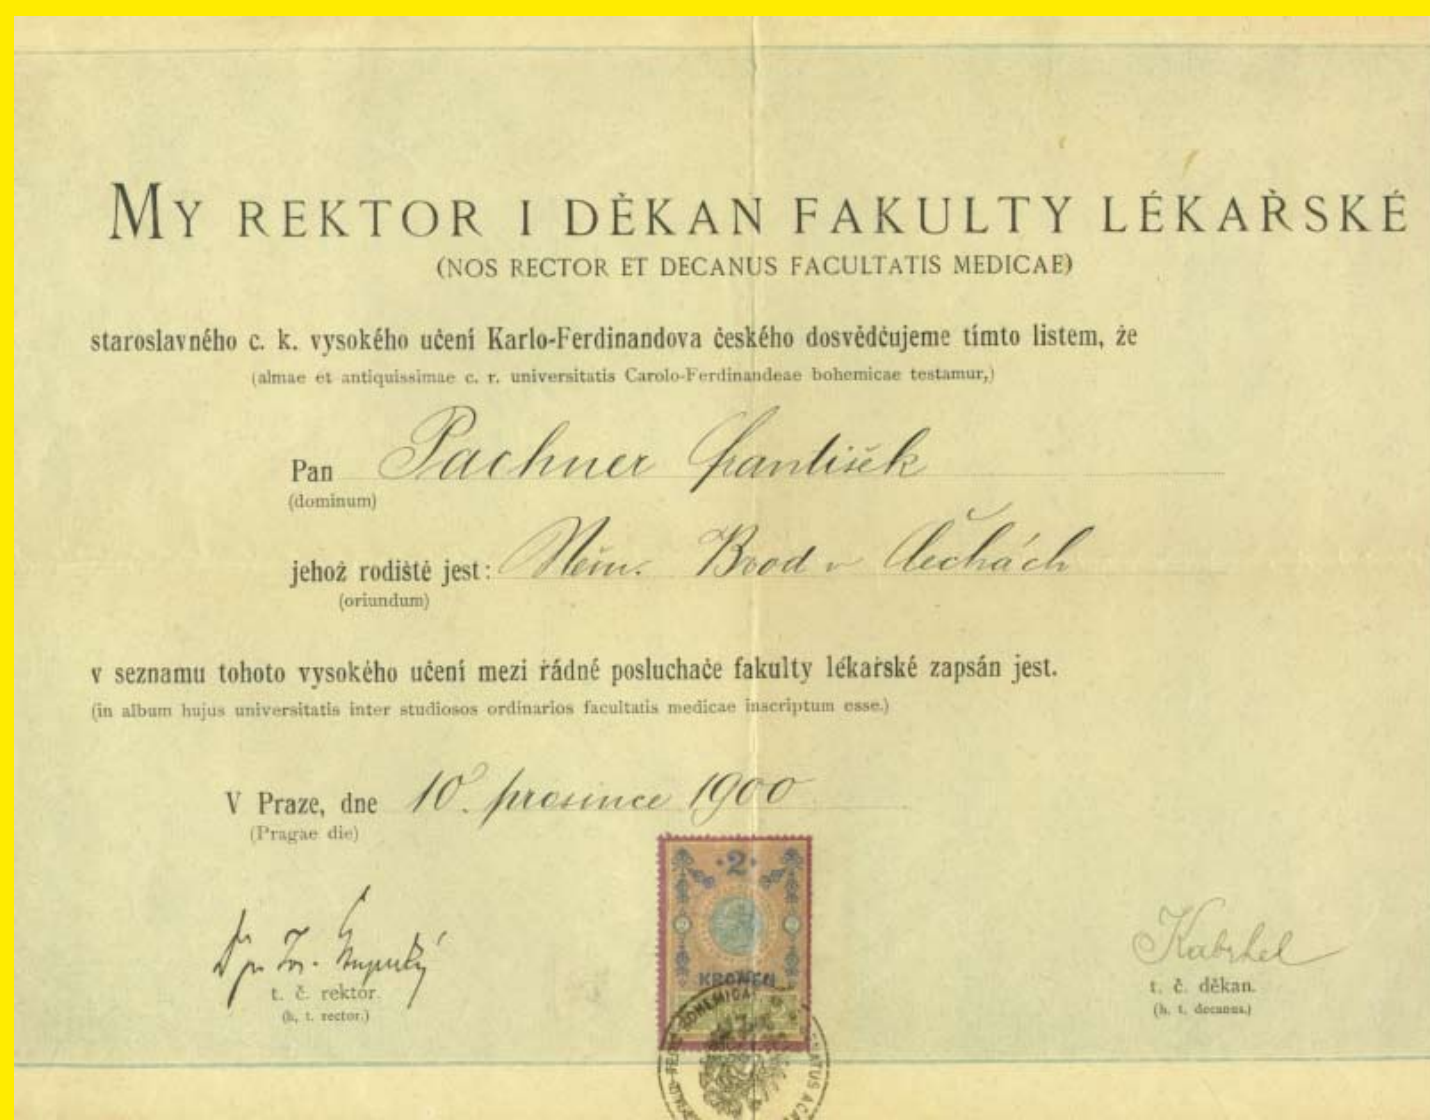 MY REKTOR I DĚKAN FAKULTY LÉKAŘSKÉ
(NOS RECTOR ET DECANUS FACULTATIS MEDICAE)
staroslavného c. k. vysokého učení Karlo-Ferdinandova českého dosvědčujeme tímto listem, že
(almae et antiquissimae c. r. universitatis Carolo-Ferdinandeae bohemicae testamur,)
Pan Pachner František
(dominum)
jehož rodiště jest: Něm. Brod v Čechách
(oriundum)
v seznamu tohoto vysokého učení mezi řádné posluchače fakulty lékařské zapsán jest.
(in album hujus universitatis inter studiosos ordinarios facultatis medicae inscriptum esse.)
V Praze, dne 10. prosince 1900
(Pragae die)
2
KRONEN
Kabrhel
t. č. rektor.
(h. t. rector.)
t. č. děkan.
(h. t. decanus.)
BOHEMICA